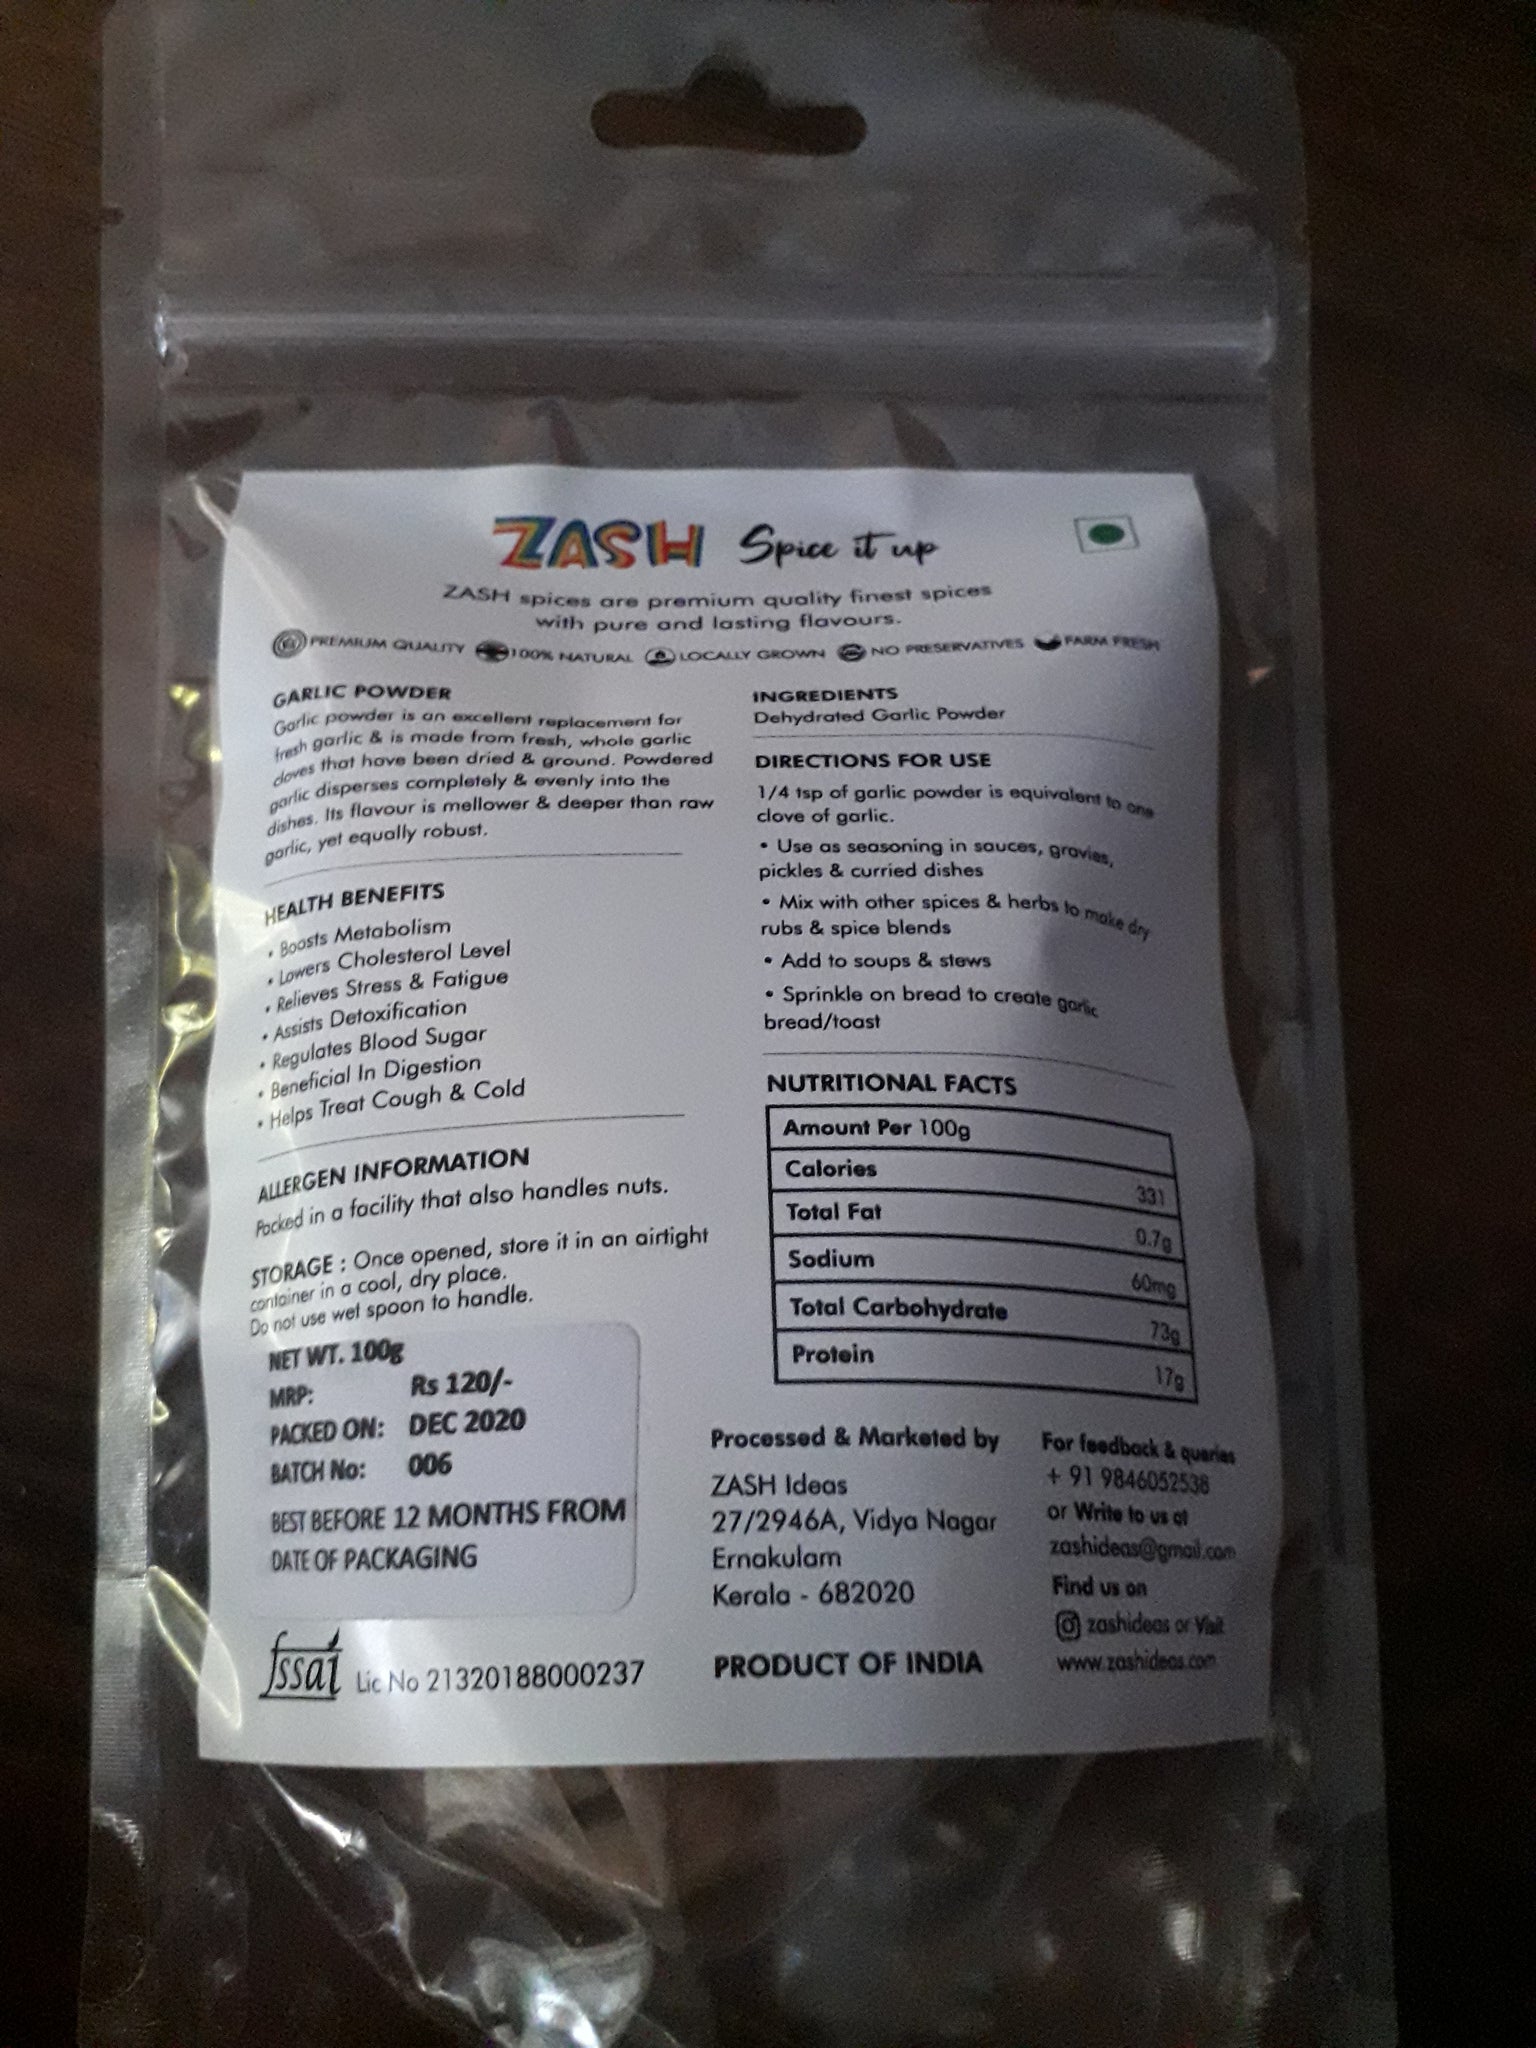 ZASH Spice it up
ZASH spices are premium quality finest spices
with pure and lasting flavours.
PREMIUM QUALITY 100% NATURAL LOCALLY GROWN NO PRESERVATIVES FARM FRESH
GARLIC POWDER
Garlic powder is an excellent replacement for
fresh garlic & is made from fresh, whole garlic
cloves that have been dried & ground. Powdered
garlic disperses completely & evenly into the
dishes. Its flavour is mellower & deeper than raw
garlic, yet equally robust.
HEALTH BENEFITS
• Boosts Metabolism
• Lowers Cholesterol Level
• Relieves Stress & Fatigue
• Assists Detoxification
• Regulates Blood Sugar
• Beneficial In Digestion
• Helps Treat Cough & Cold
ALLERGEN INFORMATION
Packed in a facility that also handles nuts.
STORAGE : Once opened, store it in an airtight
container in a cool, dry place.
Do not use wet spoon to handle.
NET WT. 100g
MRP: Rs 120/-
PACKED ON: DEC 2020
BATCH No: 006
BEST BEFORE 12 MONTHS FROM
DATE OF PACKAGING
fssai Lic No 21320188000237
INGREDIENTS
Dehydrated Garlic Powder
DIRECTIONS FOR USE
1/4 tsp of garlic powder is equivalent to one
clove of garlic.
• Use as seasoning in sauces, gravies,
pickles & curried dishes
• Mix with other spices & herbs to make dry
rubs & spice blends
• Add to soups & stews
• Sprinkle on bread to create garlic
bread/toast
NUTRITIONAL FACTS
Amount Per 100g
Calories 331
Total Fat 0.7g
Sodium 60mg
Total Carbohydrate 73g
Protein 17g
Processed & Marketed by
ZASH Ideas
27/2946A, Vidya Nagar
Ernakulam
Kerala - 682020
PRODUCT OF INDIA
For feedback & queries
+ 91 9846052538
or Write to us at
zashideas@gmail.com
Find us on
zashideas or Visit
www.zashideas.com